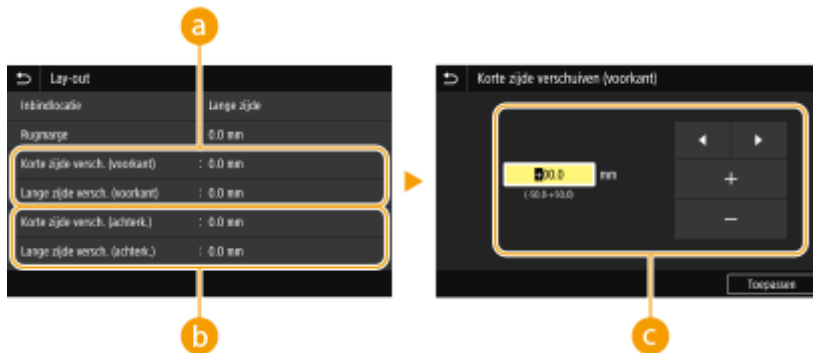 a
Lay-out
Inbindlocatie : Lange zijde
Rugmarge : 0.0 mm
Korte zijde versch. (voorkant) : 0.0 mm
Lange zijde versch. (voorkant) : 0.0 mm
Korte zijde versch. (achterk.) : 0.0 mm
Lange zijde versch. (achterk.) : 0.0 mm
b
Korte zijde verschuiven (voorkant)
+00.0 mm
(-50.0-+50.0)
+
−
Toepassen
c